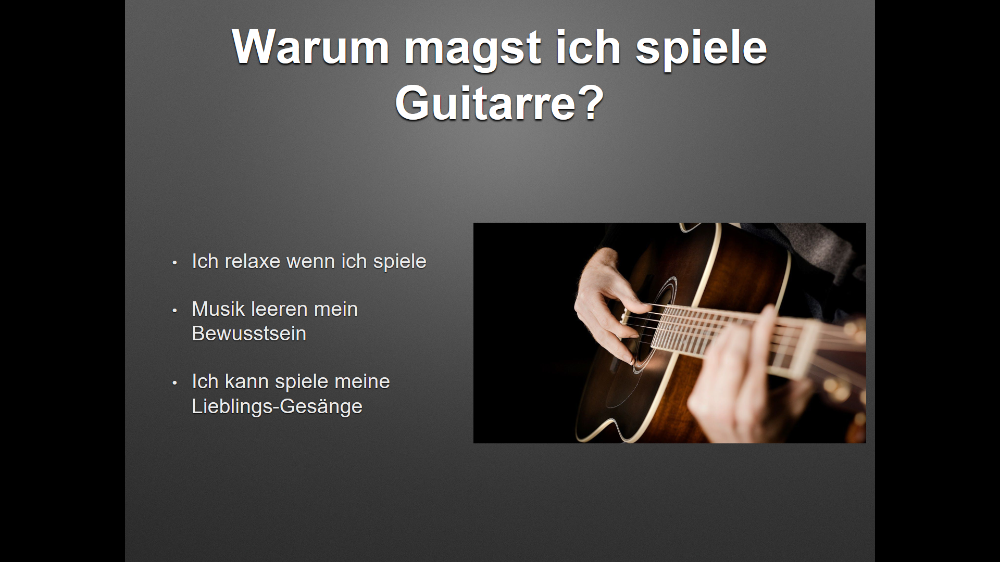 Warum magst ich spiele
Guitarre?
• Ich relaxe wenn ich spiele
• Musik leeren mein
Bewusstsein
• Ich kann spiele meine
Lieblings-Gesänge